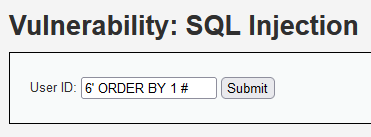 Vulnerability: SQL Injection
User ID: 6' ORDER BY 1 # Submit